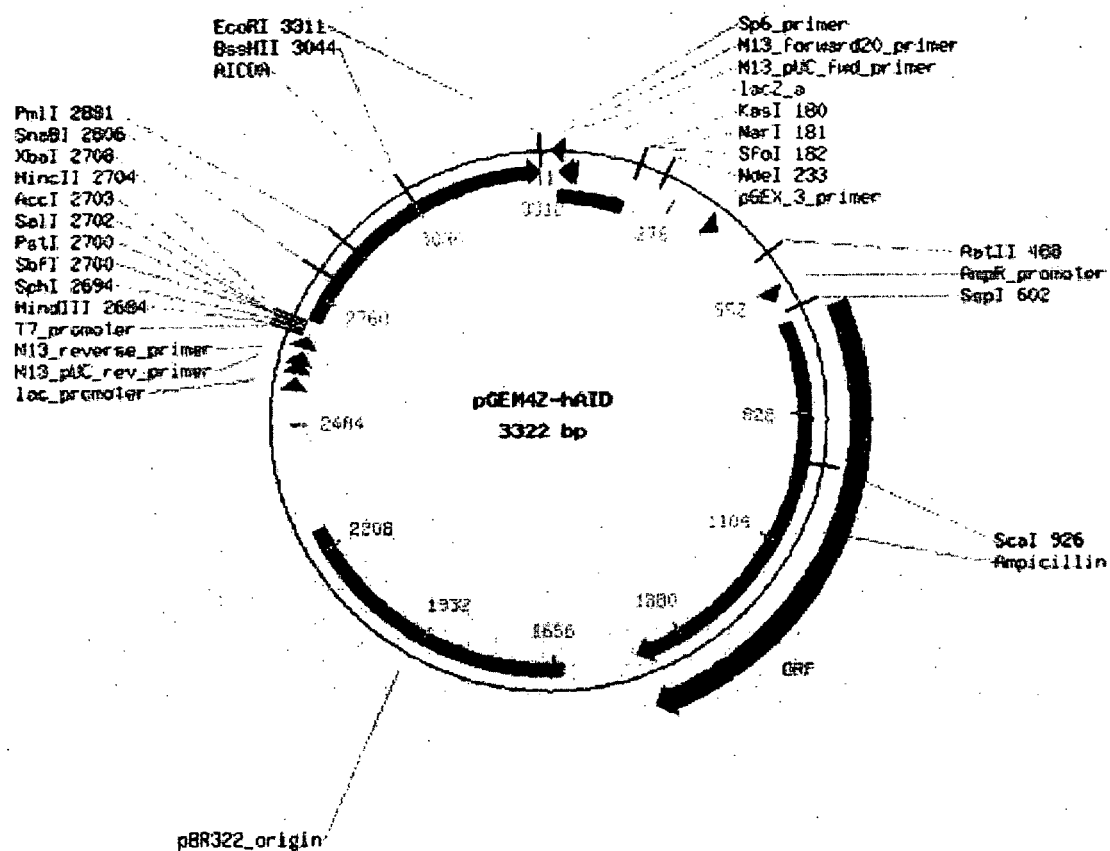 EcoRI 3311
BssHII 3044
AICDA
PmlI 2891
SnaBI 2806
XbaI 2708
HincII 2704
AccI 2703
SalI 2702
PstI 2700
SbfI 2700
SphI 2694
HindIII 2684
T7_promoter
M13_reverse_primer
M13_pUC_rev_primer
lac_promoter
Sp6_primer
M13_forward20_primer
M13_pUC_fwd_primer
lacZ_a
KasI 180
NarI 181
SfoI 182
NdeI 233
pGEX_3_primer
AatII 488
AmpR_promoter
SspI 602
ScaI 926
Ampicillin
ORF
pBR322_origin
pGEM4Z-hAID
3322 bp
276
552
828
1104
1380
1656
1932
2208
2484
2760